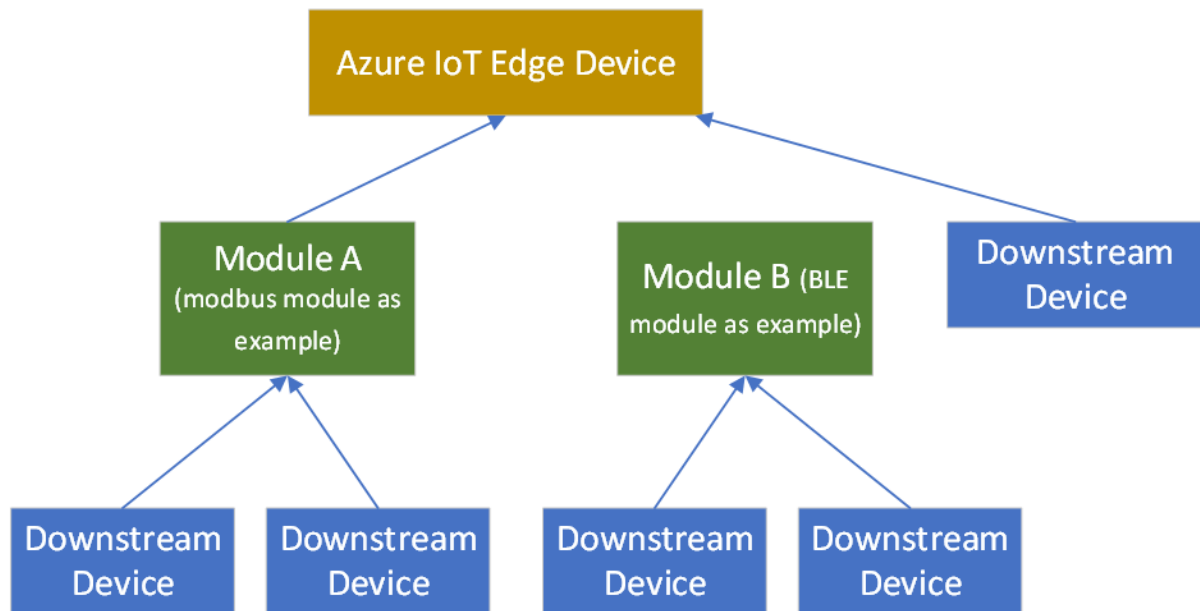 Azure IoT Edge Device
Module A
(modbus module as
example)
Module B (BLE
module as example)
Downstream
Device
Downstream
Device
Downstream
Device
Downstream
Device
Downstream
Device